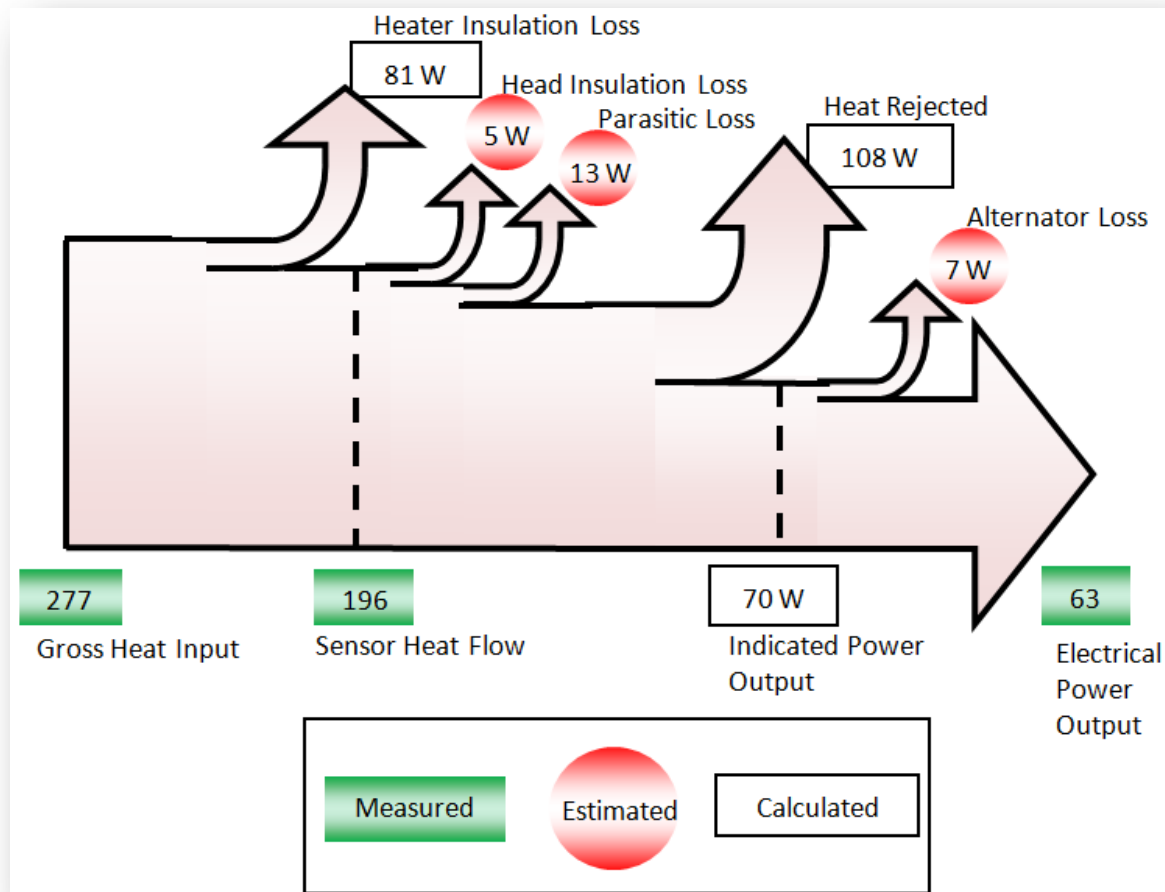 Heater Insulation Loss
81 W
Head Insulation Loss
5 W
Parasitic Loss
13 W
Heat Rejected
108 W
Alternator Loss
7 W
277
Gross Heat Input
196
Sensor Heat Flow
70 W
Indicated Power
Output
63
Electrical
Power
Output
Measured
Estimated
Calculated